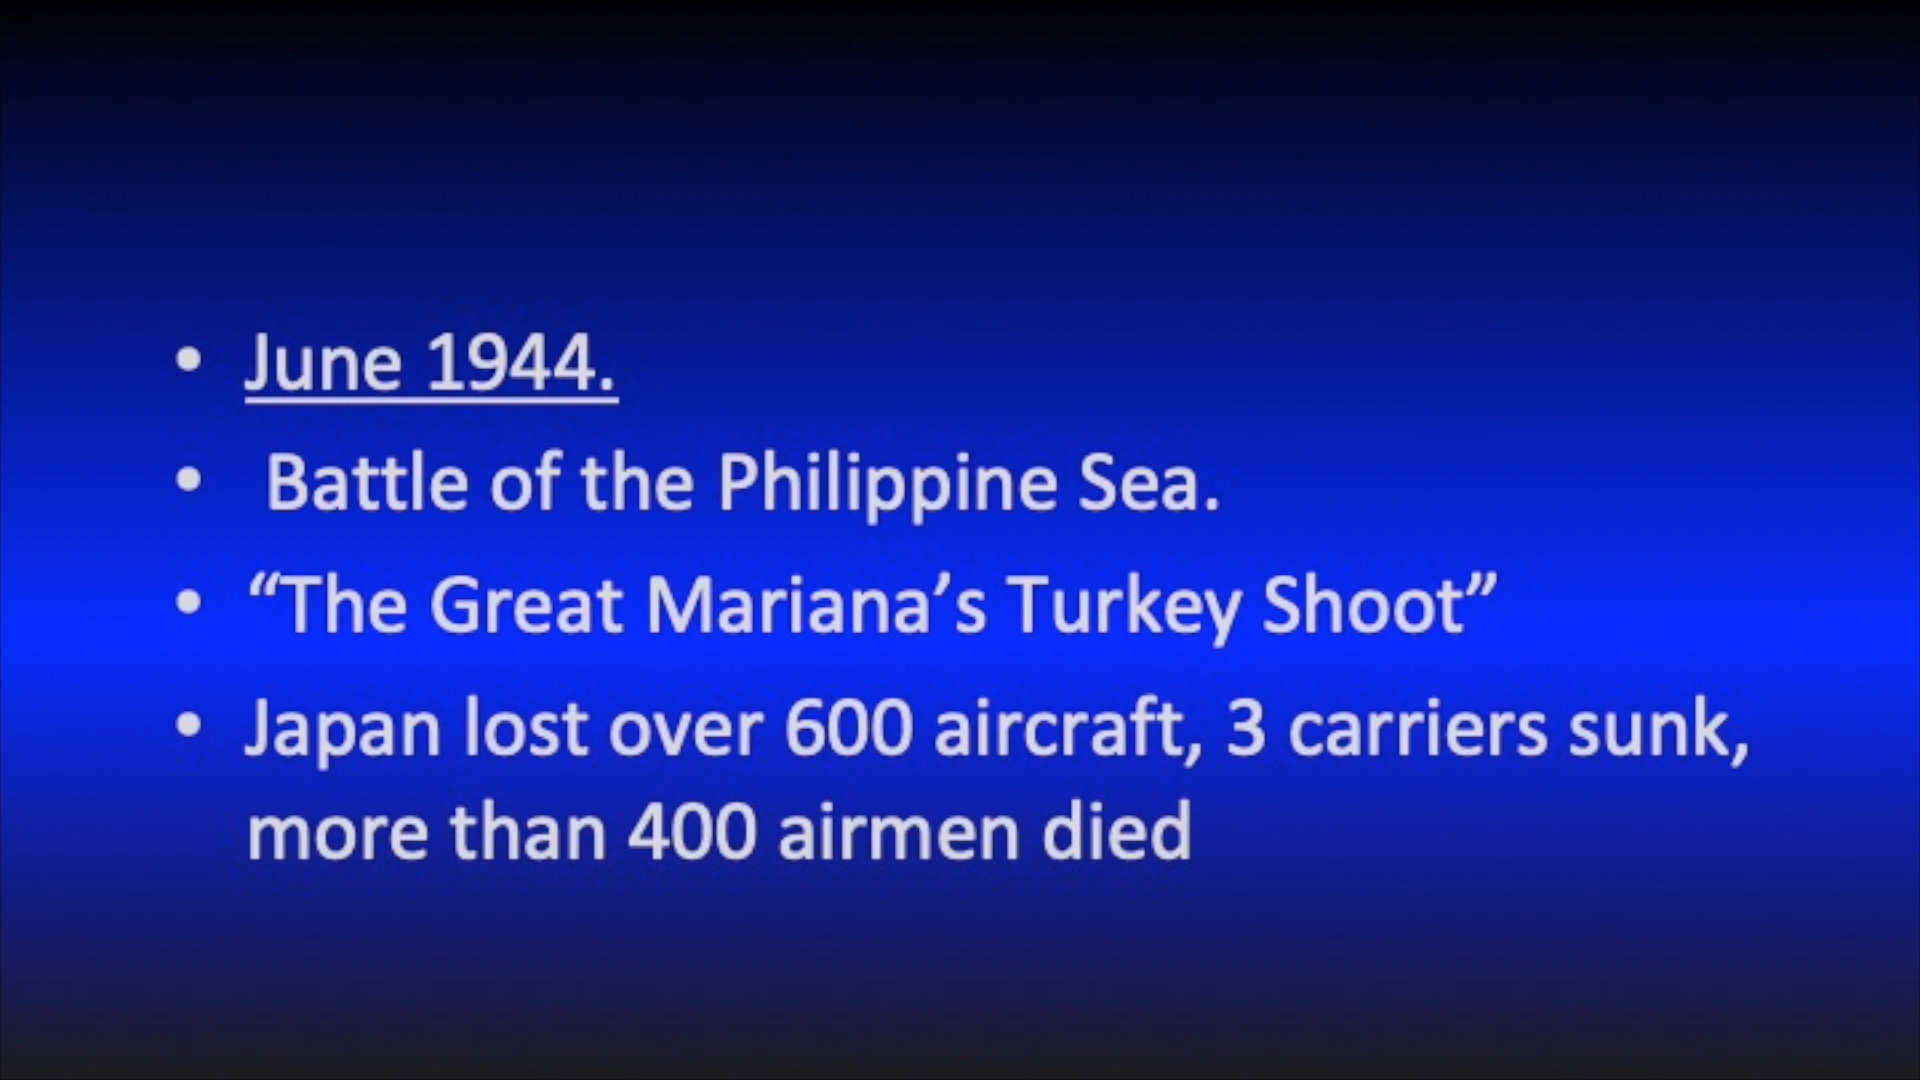 • June 1944.
• Battle of the Philippine Sea.
• “The Great Mariana’s Turkey Shoot”
• Japan lost over 600 aircraft, 3 carriers sunk,
more than 400 airmen died